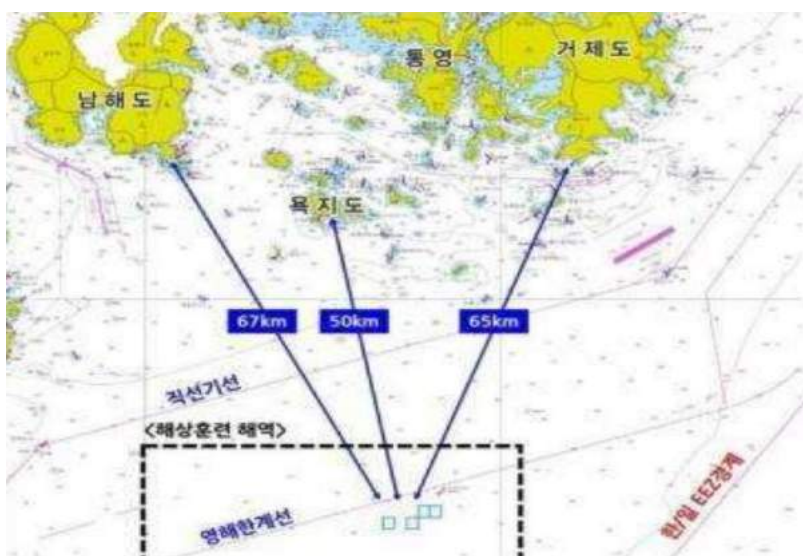 통영
거제도
남해도
욕지도
67km
50km
65km
직선기선
<해상훈련 해역>
영해한계선
한/일 EEZ경계